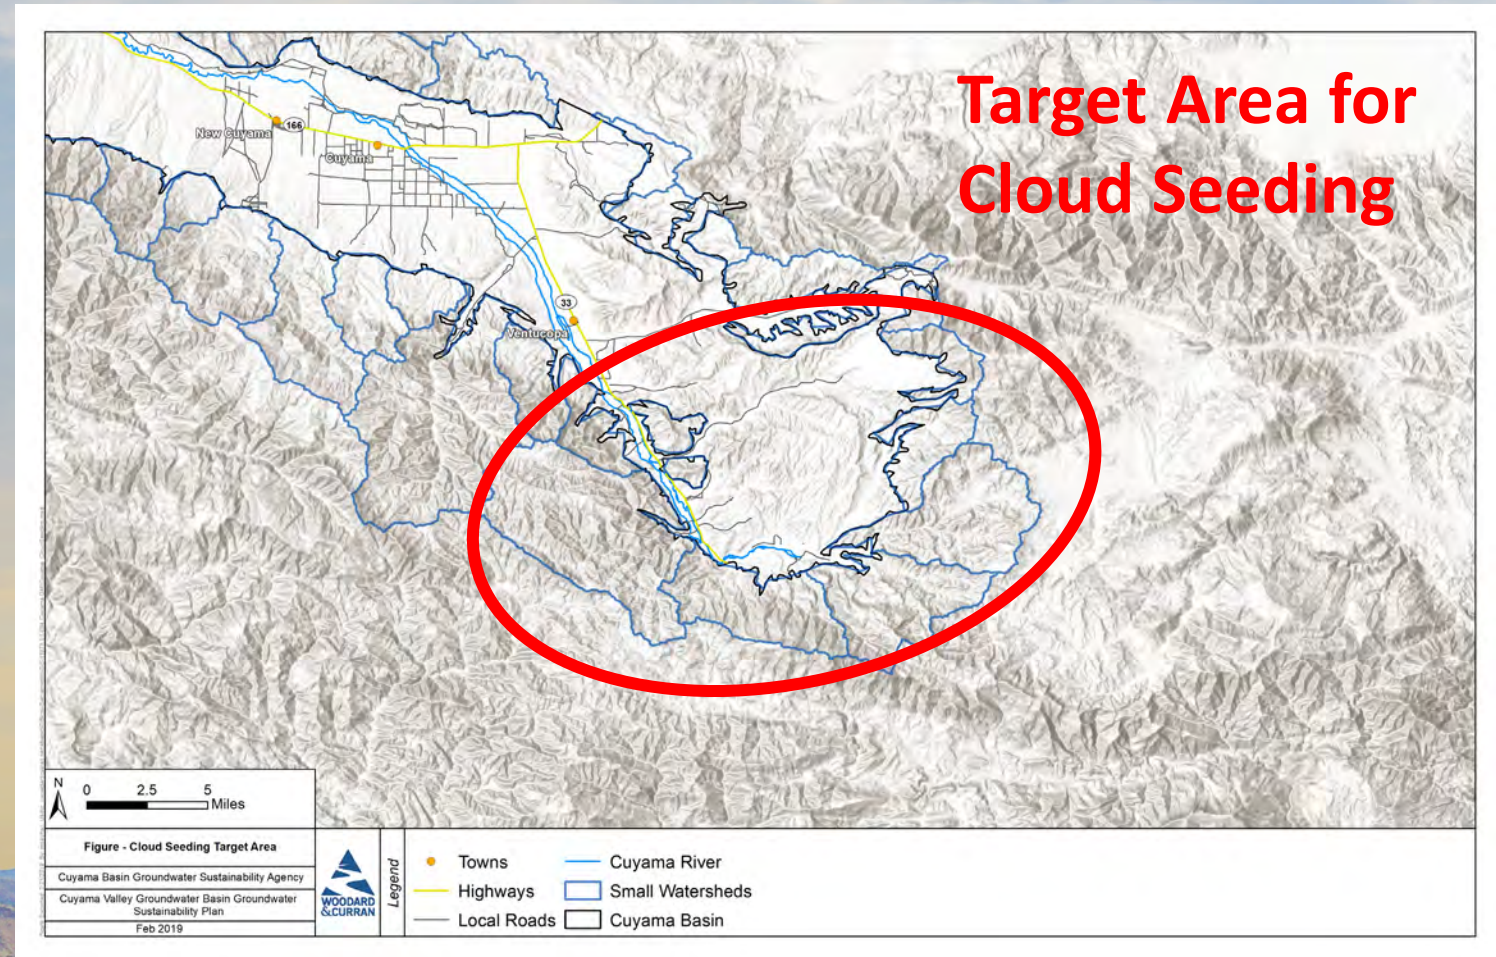 Target Area for
Cloud Seeding
New Cuyama
166
Cuyama
33
Ventucopa
N
0 2.5 5
Miles
Figure - Cloud Seeding Target Area
Cuyama Basin Groundwater Sustainability Agency
Cuyama Valley Groundwater Basin Groundwater
Sustainability Plan
Feb 2019
WOODARD
&CURRAN
Legend
Towns
Highways
Local Roads
Cuyama River
Small Watersheds
Cuyama Basin